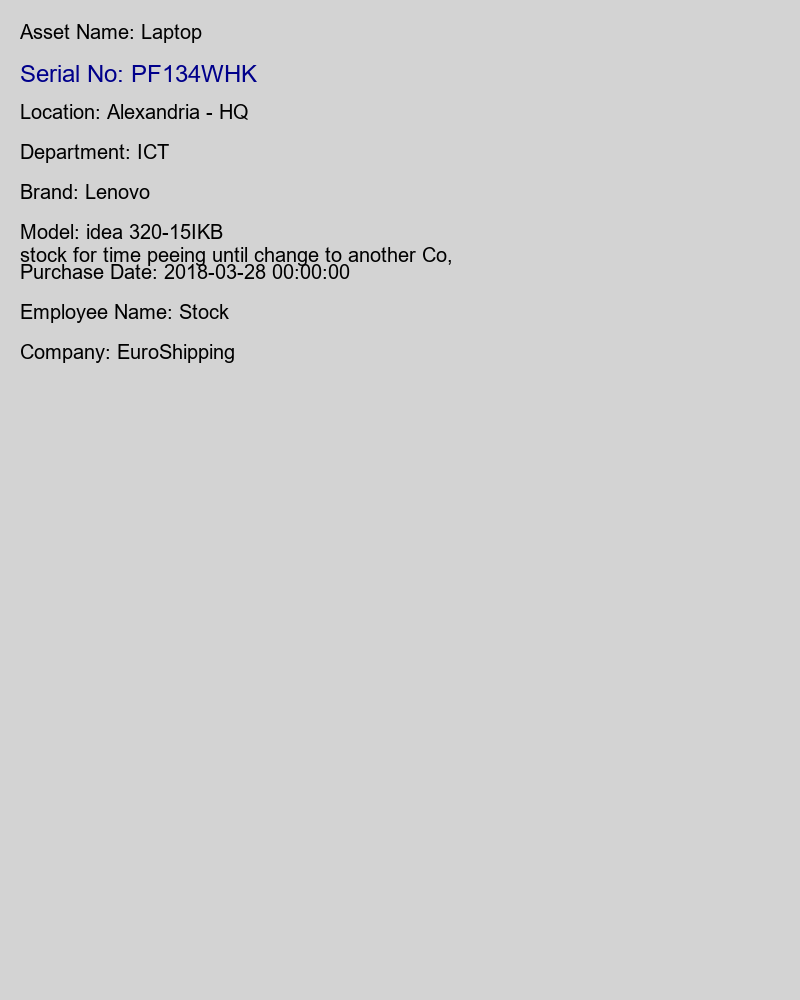 Asset Name: Laptop
Serial No: PF134WHK
Location: Alexandria - HQ
Department: ICT
Brand: Lenovo
Model: idea 320-15IKB
stock for time peeing until change to another Co,
Purchase Date: 2018-03-28 00:00:00
Employee Name: Stock
Company: EuroShipping